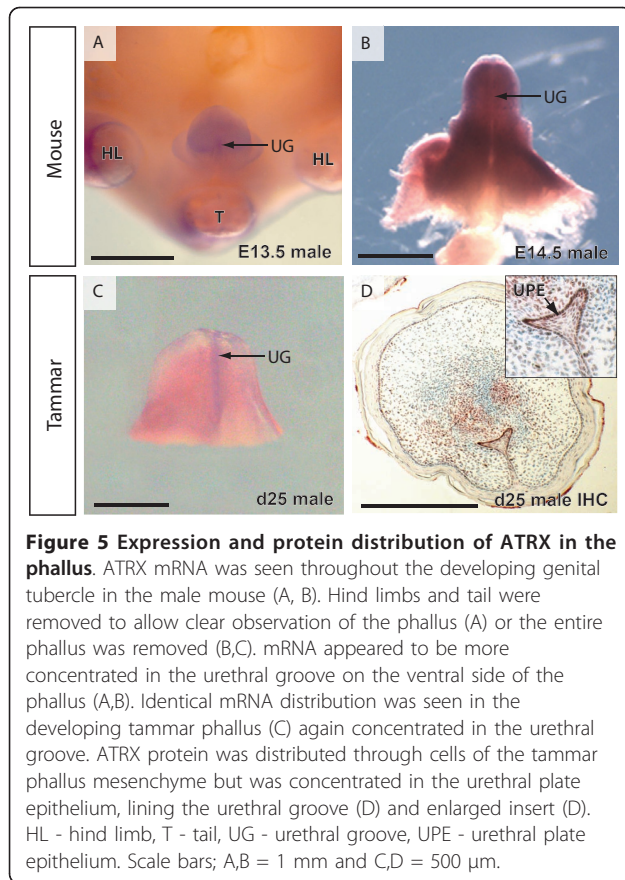 Mouse
A
UG
HL
HL
T
E13.5 male
B
UG
E14.5 male
Tammar
C
UG
d25 male
D
UPE
d25 male IHC
Figure 5 Expression and protein distribution of ATRX in the
phallus. ATRX mRNA was seen throughout the developing genital
tubercle in the male mouse (A, B). Hind limbs and tail were
removed to allow clear observation of the phallus (A) or the entire
phallus was removed (B,C). mRNA appeared to be more
concentrated in the urethral groove on the ventral side of the
phallus (A,B). Identical mRNA distribution was seen in the
developing tammar phallus (C) again concentrated in the urethral
groove. ATRX protein was distributed through cells of the tammar
phallus mesenchyme but was concentrated in the urethral plate
epithelium, lining the urethral groove (D) and enlarged insert (D).
HL - hind limb, T - tail, UG - urethral groove, UPE - urethral plate
epithelium. Scale bars; A,B = 1 mm and C,D = 500 μm.